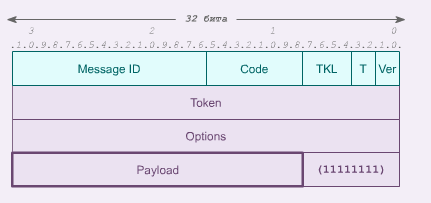 32 бита
3 2 1 0
.1.0.9.8.7.6.5.4.3.2.1.0.9.8.7.6.5.4.3.2.1.0.9.8.7.6.5.4.3.2.1.0.
Message ID Code TKL T Ver
Token
Options
Payload (11111111)